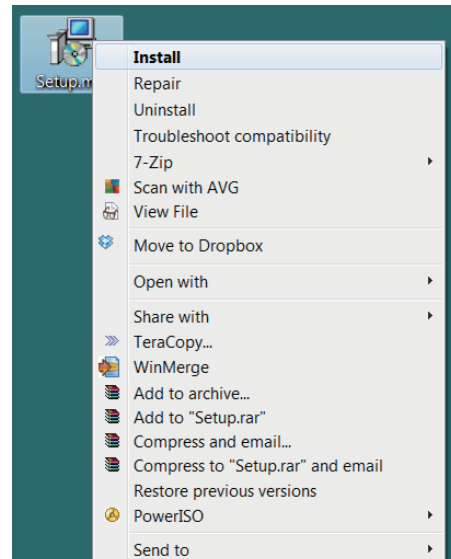 Setup.m
Install
Repair
Uninstall
Troubleshoot compatibility
7-Zip
Scan with AVG
View File
Move to Dropbox
Open with
Share with
TeraCopy...
WinMerge
Add to archive...
Add to "Setup.rar"
Compress and email...
Compress to "Setup.rar" and email
Restore previous versions
PowerISO
Send to